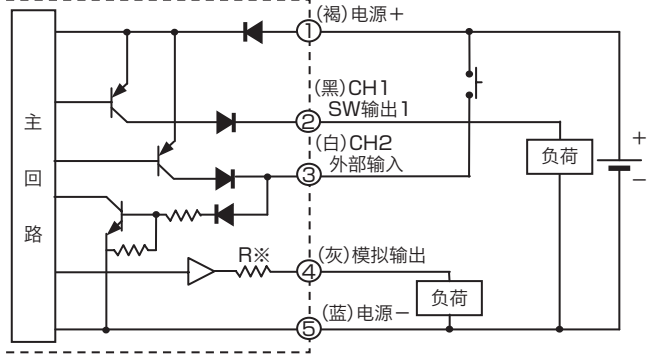 ①
(褐)电源＋
(黑)CH1
SW输出1
②
(白)CH2
外部输入
③
R※
(灰)模拟输出
④
(蓝)电源－
⑤
主
回
路
负荷
负荷
＋
－